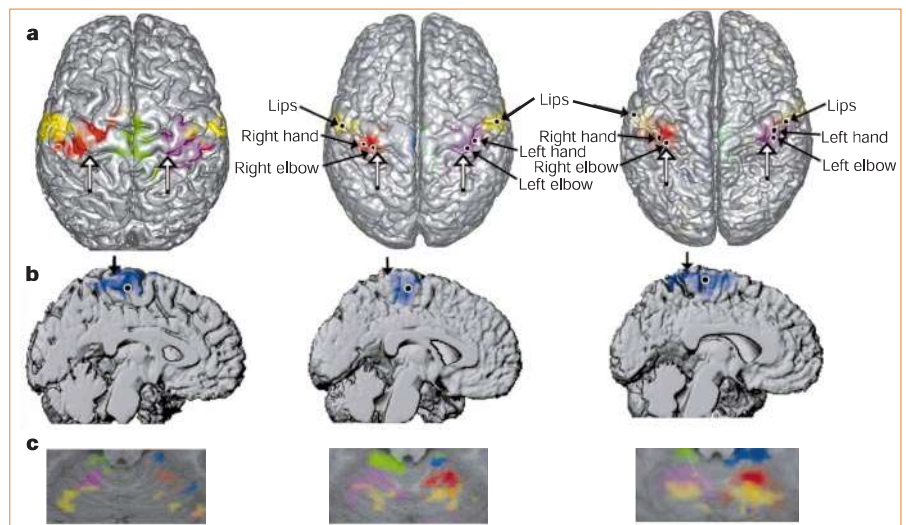 a
Lips
Right hand
Right elbow
Lips
Left hand
Right hand
Right elbow
Left elbow
Lips
Left hand
Left elbow
b
c